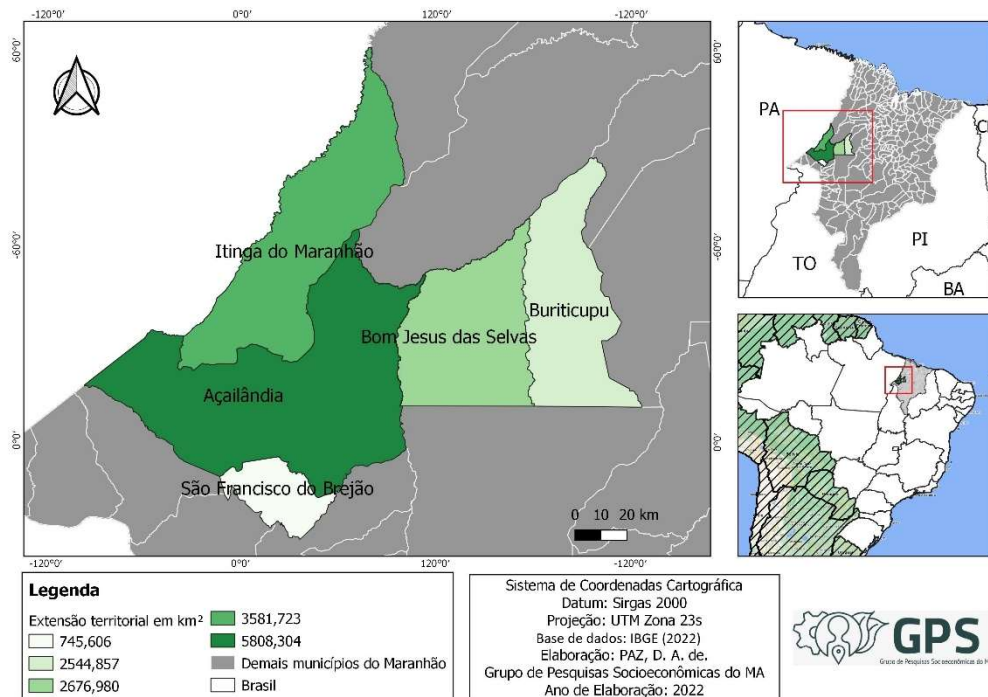 -120°0' 0°0' 120°0' -120°0'
60°0'
-60°0'
0°0'
Itinga do Maranhão
Buriticupu
Bom Jesus das Selvas
Açailândia
São Francisco do Brejão
0 10 20 km
60°0'
-60°0'
0°0'
-120°0' 0°0' 120°0' -120°0'
PA
TO
PI
BA
Legenda
Extensão territorial em km²
745,606
2544,857
2676,980
3581,723
5808,304
Demais municípios do Maranhão
Brasil
Sistema de Coordenadas Cartográfica
Datum: Sirgas 2000
Projeção: UTM Zona 23s
Base de dados: IBGE (2022)
Elaboração: PAZ, D. A. de.
Grupo de Pesquisas Socioeconômicas do MA
Ano de Elaboração: 2022
GPS
Grupo de Pesquisas Socioeconômicas do M